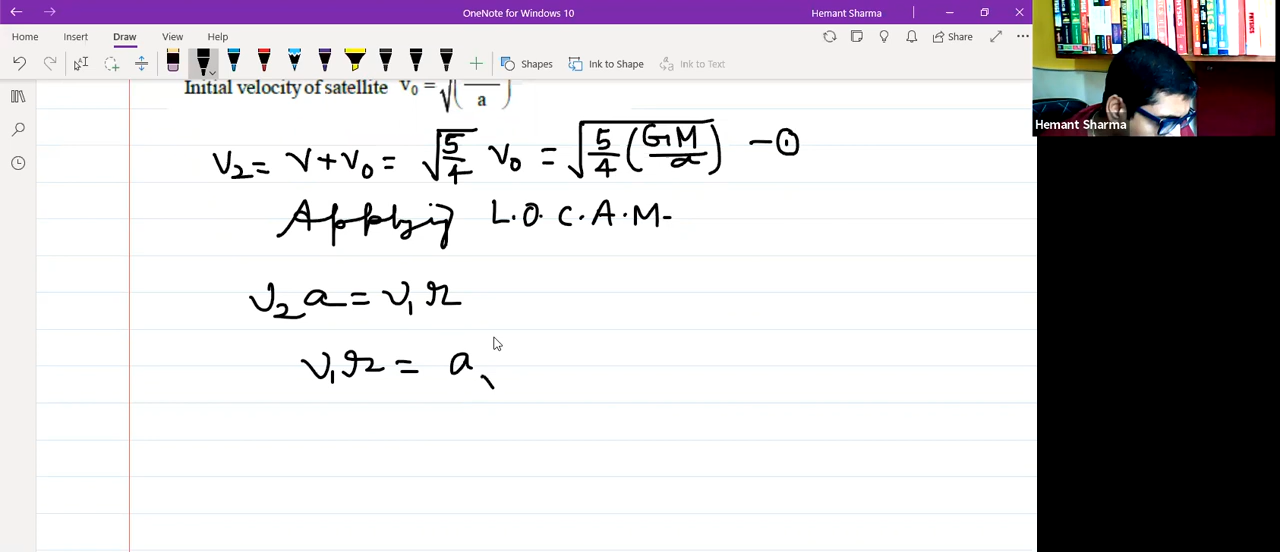 OneNote for Windows 10
Hemant Sharma
Home Insert Draw View Help
Share
Shapes Ink to Shape Ink to Text
Hemant Sharma
Initial velocity of satellite v₀ = √( / a )
v₂ = v + v₀ = √5/4 v₀ = √5/4 (GM/a) —①
Applying L.O.C.A.M-
v₂ a = v₁ r
v₁ r = a